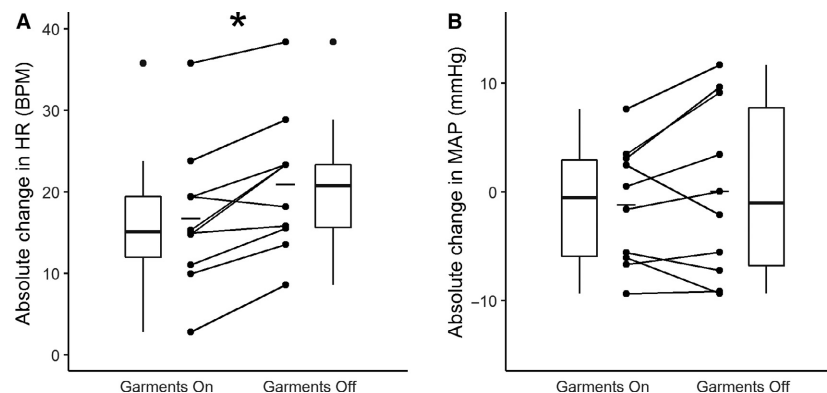 A
*
Absolute change in HR (BPM)
40
30
20
10
0
Garments On
Garments Off
B
Absolute change in MAP (mmHg)
10
0
−10
Garments On
Garments Off